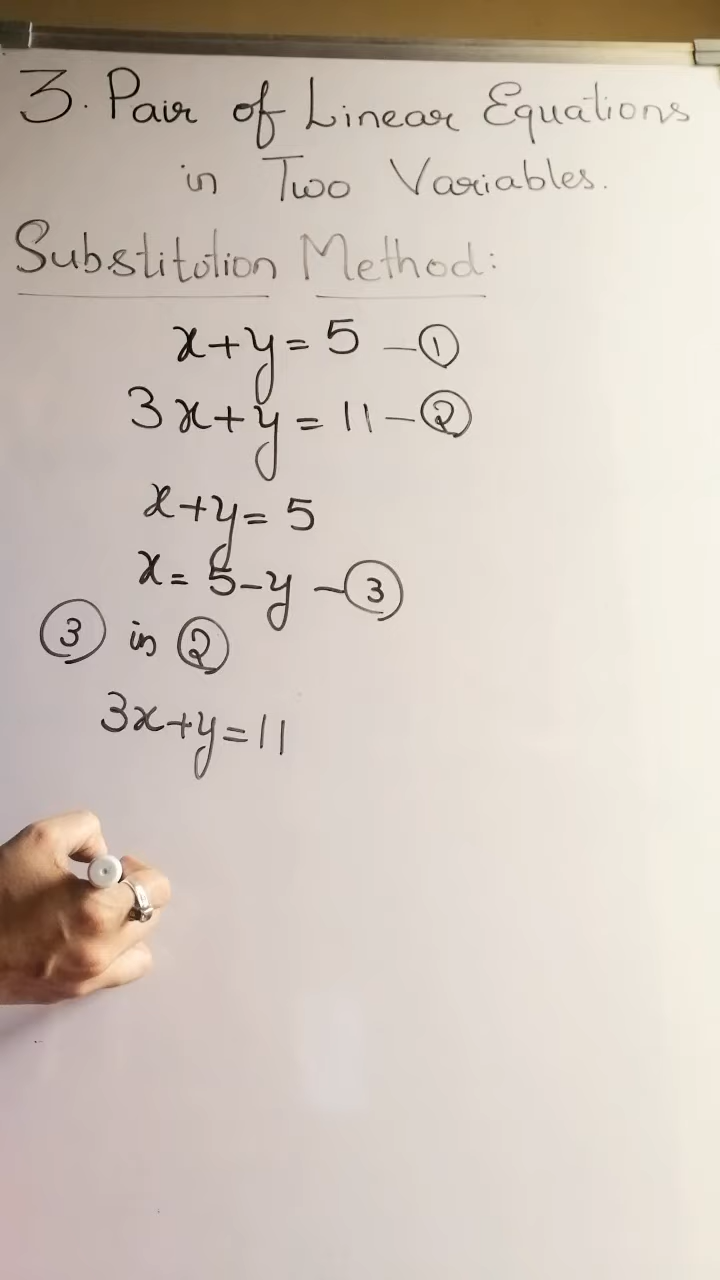 3. Pair of Linear Equations
in Two Variables.
Substitution Method:
x+y= 5 —①
3x+y= 11 —②
x+y= 5
x= 5-y —③
③ in ②
3x+y=11